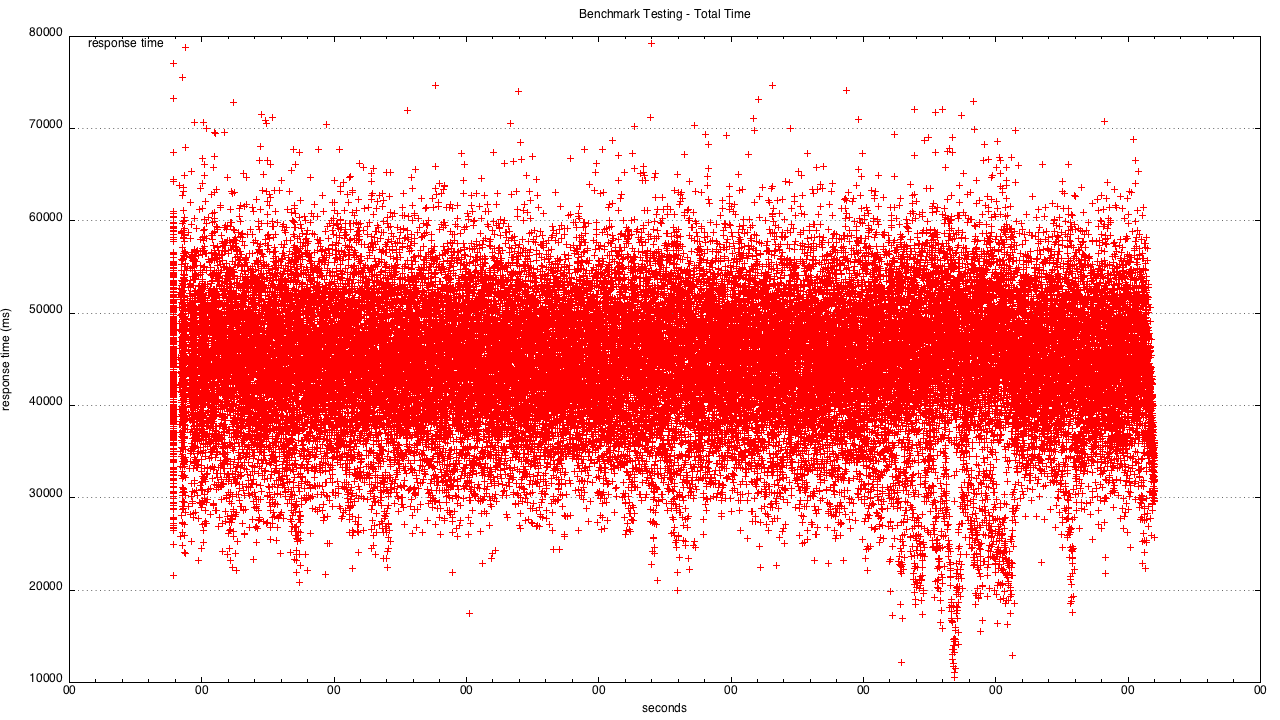 Benchmark Testing - Total Time
80000
response time
70000
60000
50000
response time (ms)
40000
30000
20000
10000
00 00 00 00 00 00 00 00 00 00
seconds